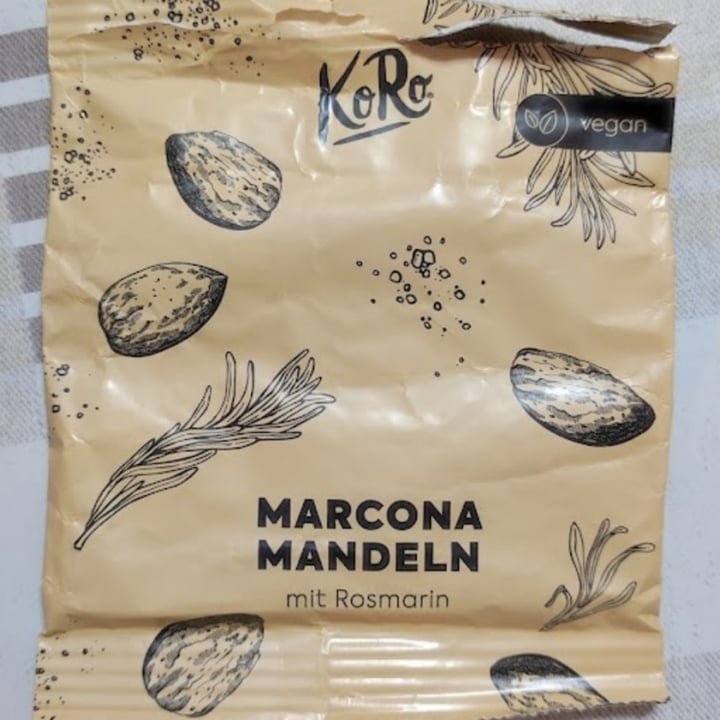 KoRo
vegan
MARCONA
MANDELN
mit Rosmarin